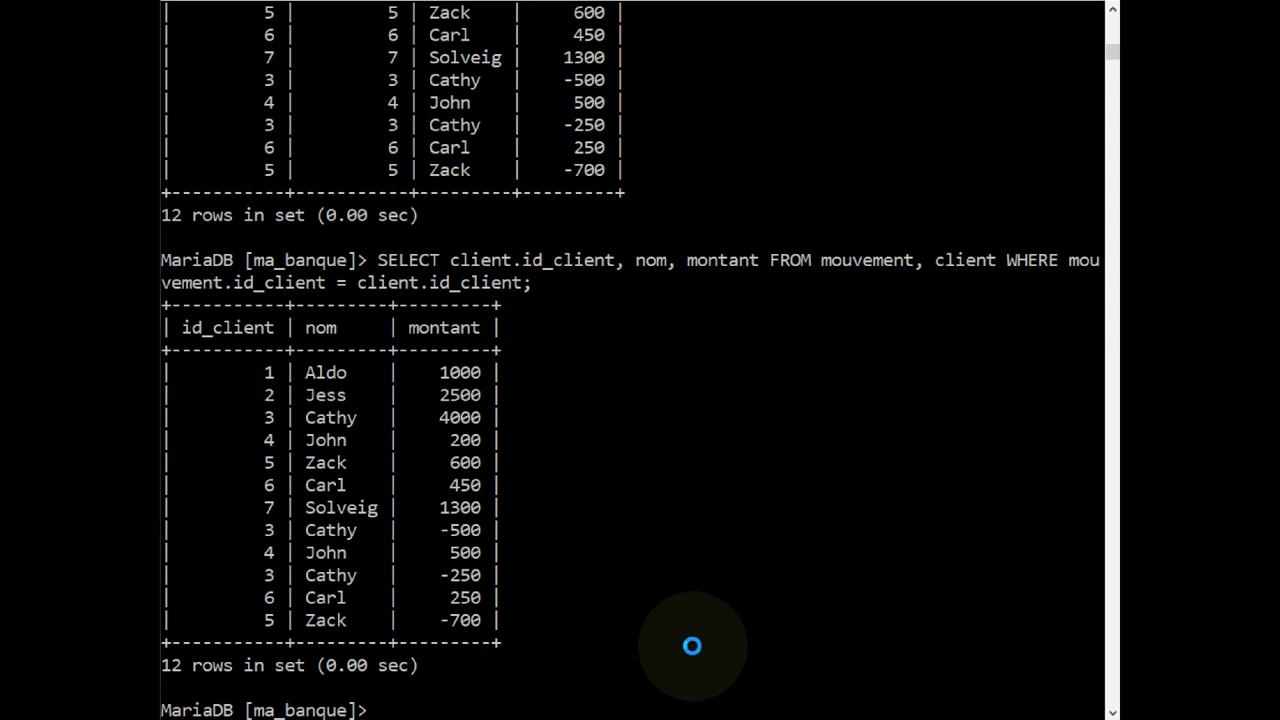 |           5 |           5 | Zack    |     600 |
|           6 |           6 | Carl    |     450 |
|           7 |           7 | Solveig |    1300 |
|           3 |           3 | Cathy   |    -500 |
|           4 |           4 | John    |     500 |
|           3 |           3 | Cathy   |    -250 |
|           6 |           6 | Carl    |     250 |
|           5 |           5 | Zack    |    -700 |
+-----------+-----------+---------+---------+
12 rows in set (0.00 sec)
MariaDB [ma_banque]> SELECT client.id_client, nom, montant FROM mouvement, client WHERE mou
vement.id_client = client.id_client;
+-----------+---------+---------+
| id_client | nom     | montant |
+-----------+---------+---------+
|         1 | Aldo    |    1000 |
|         2 | Jess    |    2500 |
|         3 | Cathy   |    4000 |
|         4 | John    |     200 |
|         5 | Zack    |     600 |
|         6 | Carl    |     450 |
|         7 | Solveig |    1300 |
|         3 | Cathy   |    -500 |
|         4 | John    |     500 |
|         3 | Cathy   |    -250 |
|         6 | Carl    |     250 |
|         5 | Zack    |    -700 |
+-----------+---------+---------+
12 rows in set (0.00 sec)
MariaDB [ma_banque]>